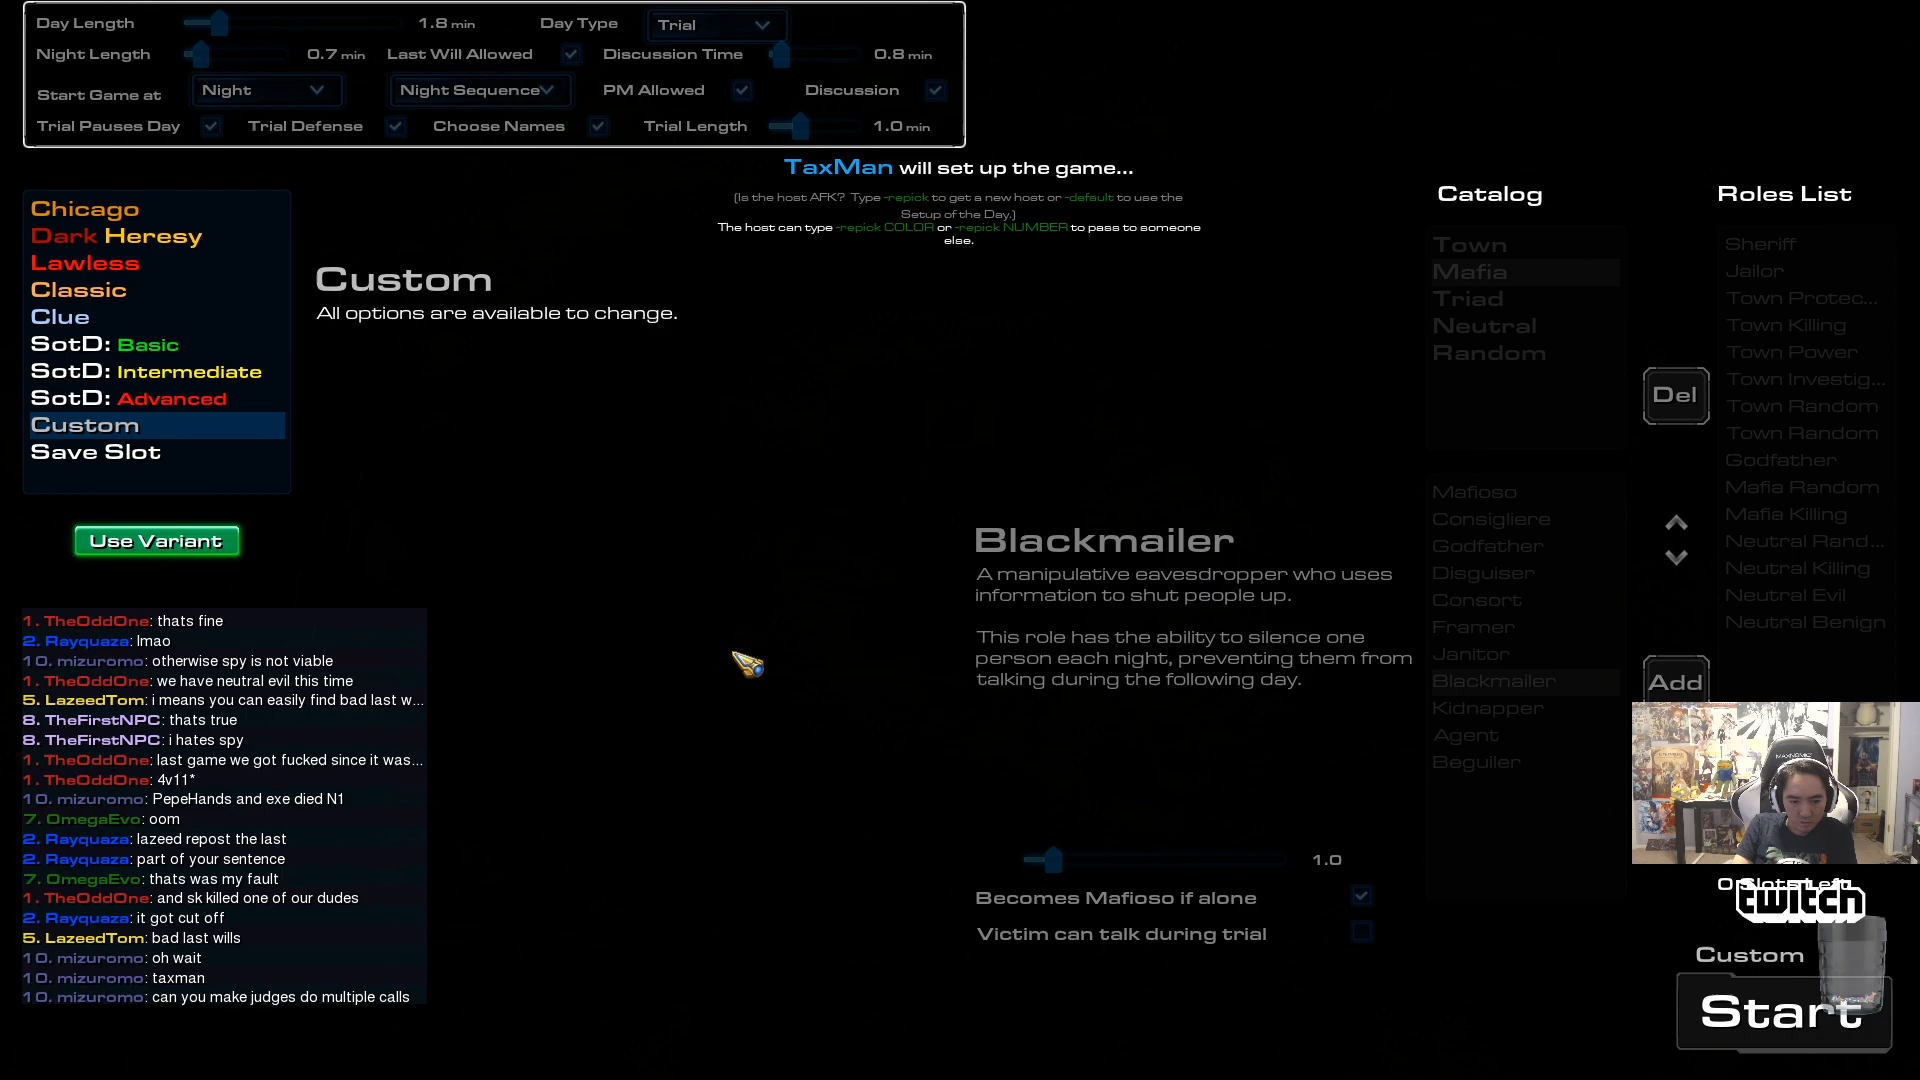 Day Length 1.8 min Day Type Trial
Night Length 0.7 min Last Will Allowed Discussion Time 0.8 min
Start Game at Night Night Sequence PM Allowed Discussion
Trial Pauses Day Trial Defense Choose Names Trial Length 1.0 min
TaxMan will set up the game...
(Is the host AFK? Type -repick to get a new host or -default to use the
Setup of the Day.)
The host can type -repick COLOR or -repick NUMBER to pass to someone
else.
Chicago
Dark Heresy
Lawless
Classic
Clue
SotD: Basic
SotD: Intermediate
SotD: Advanced
Custom
Save Slot
Use Variant
Custom
All options are available to change.
Catalog
Town
Mafia
Triad
Neutral
Random
Mafioso
Consigliere
Godfather
Disguiser
Consort
Framer
Janitor
Blackmailer
Kidnapper
Agent
Beguiler
Del
Add
Roles List
Sheriff
Jailor
Town Protec...
Town Killing
Town Power
Town Investig...
Town Random
Town Random
Godfather
Mafia Random
Mafia Killing
Neutral Rand...
Neutral Killing
Neutral Evil
Neutral Benign
Blackmailer
A manipulative eavesdropper who uses
information to shut people up.
This role has the ability to silence one
person each night, preventing them from
talking during the following day.
1.0
Becomes Mafioso if alone
Victim can talk during trial
1. TheOddOne: thats fine
2. Rayquaza: lmao
10. mizuromo: otherwise spy is not viable
1. TheOddOne: we have neutral evil this time
5. LazeedTom: i means you can easily find bad last w...
8. TheFirstNPC: thats true
8. TheFirstNPC: i hates spy
1. TheOddOne: last game we got fucked since it was...
1. TheOddOne: 4v11*
10. mizuromo: PepeHands and exe died N1
7. OmegaEvo: oom
2. Rayquaza: lazeed repost the last
2. Rayquaza: part of your sentence
7. OmegaEvo: thats was my fault
1. TheOddOne: and sk killed one of our dudes
2. Rayquaza: it got cut off
5. LazeedTom: bad last wills
10. mizuromo: oh wait
10. mizuromo: taxman
10. mizuromo: can you make judges do multiple calls
MAXNOMIC
0 Slots Left
twitch
Custom
Start